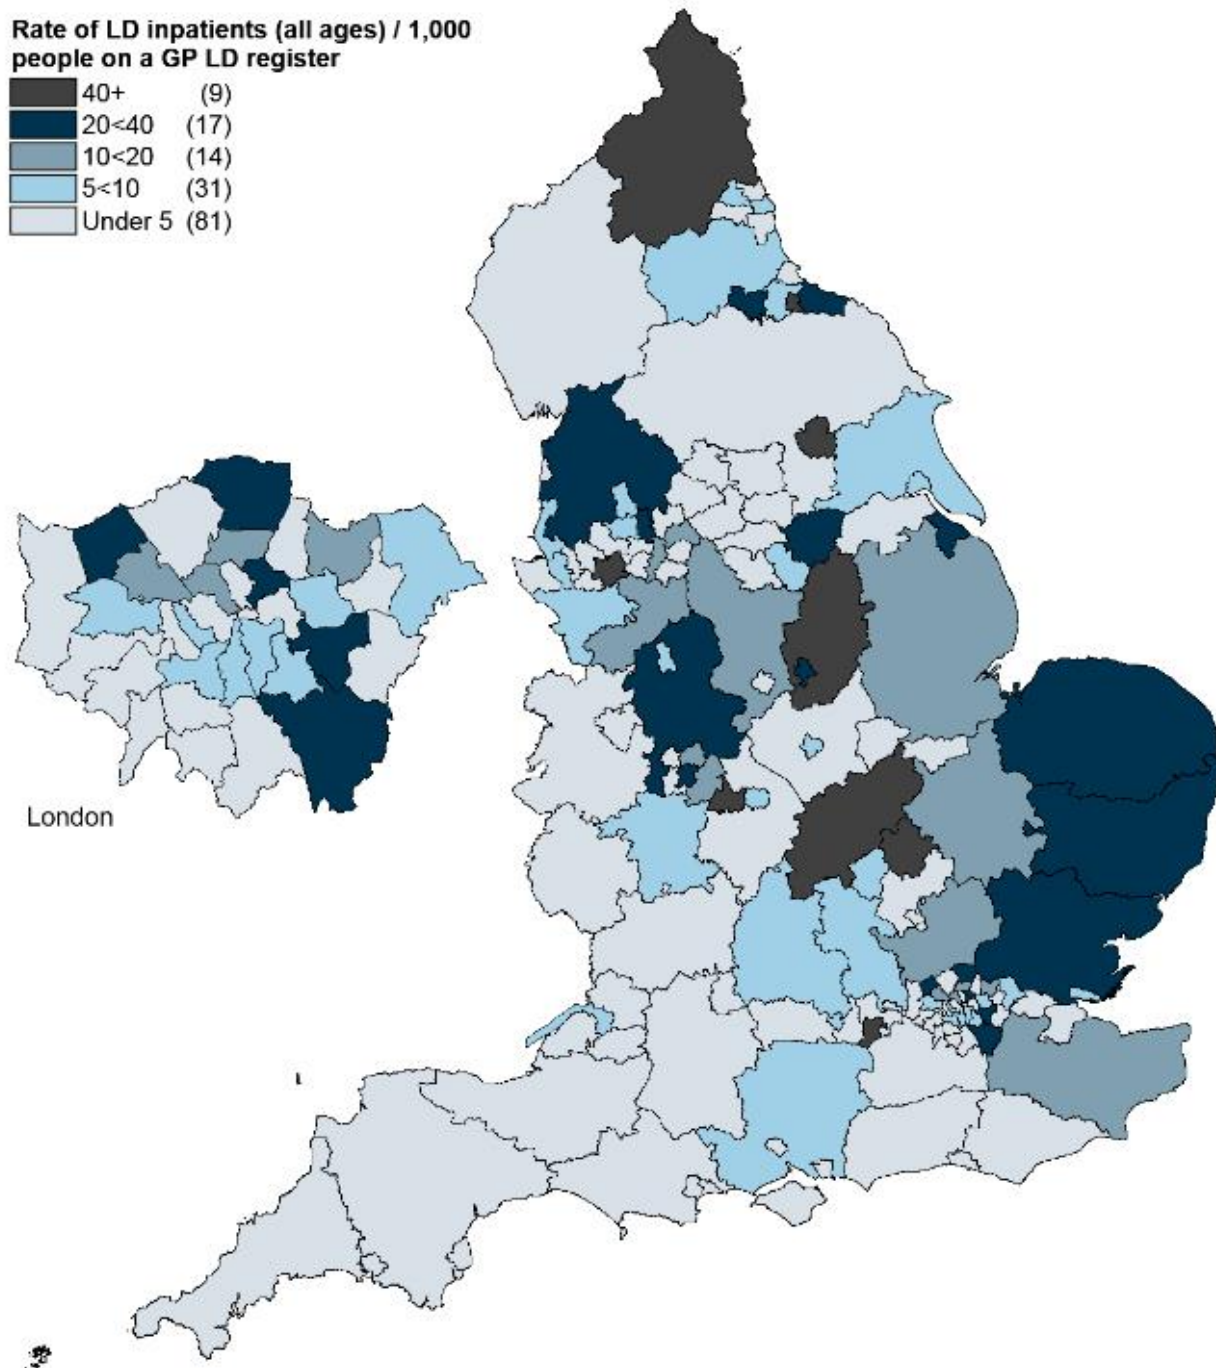 Rate of LD inpatients (all ages) / 1,000
people on a GP LD register
40+ (9)
20<40 (17)
10<20 (14)
5<10 (31)
Under 5 (81)
London